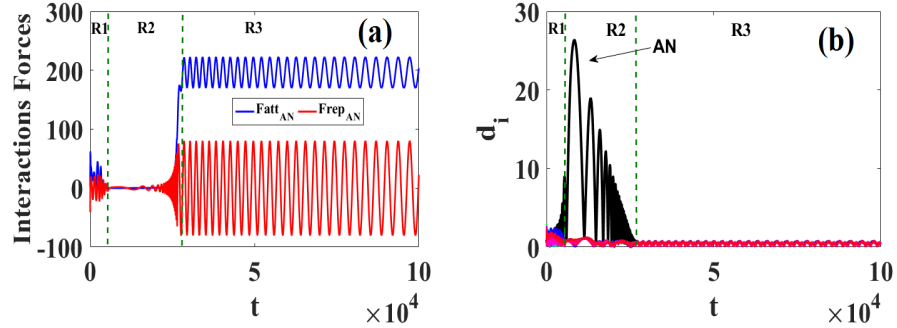 300
200
100
0
-100
Interactions Forces
R1
R2
R3
(a)
Fatt_AN
Frep_AN
0
5
10
t
×10^4
30
20
10
0
d_i
R1
R2
R3
(b)
AN
0
5
10
t
×10^4